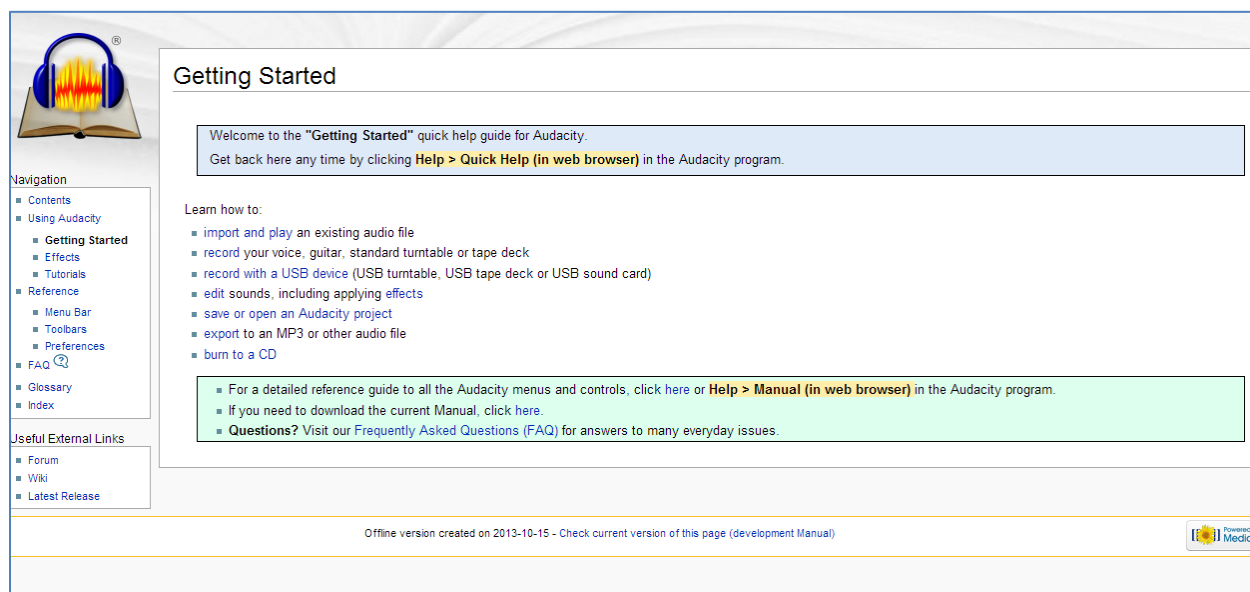 ®
Navigation
Contents
Using Audacity
Getting Started
Effects
Tutorials
Reference
Menu Bar
Toolbars
Preferences
FAQ ?
Glossary
Index
Useful External Links
Forum
Wiki
Latest Release
Getting Started
Welcome to the "Getting Started" quick help guide for Audacity.
Get back here any time by clicking Help > Quick Help (in web browser) in the Audacity program.
Learn how to:
import and play an existing audio file
record your voice, guitar, standard turntable or tape deck
record with a USB device (USB turntable, USB tape deck or USB sound card)
edit sounds, including applying effects
save or open an Audacity project
export to an MP3 or other audio file
burn to a CD
For a detailed reference guide to all the Audacity menus and controls, click here or Help > Manual (in web browser) in the Audacity program.
If you need to download the current Manual, click here.
Questions? Visit our Frequently Asked Questions (FAQ) for answers to many everyday issues.
Offline version created on 2013-10-15 - Check current version of this page (development Manual)
Powered